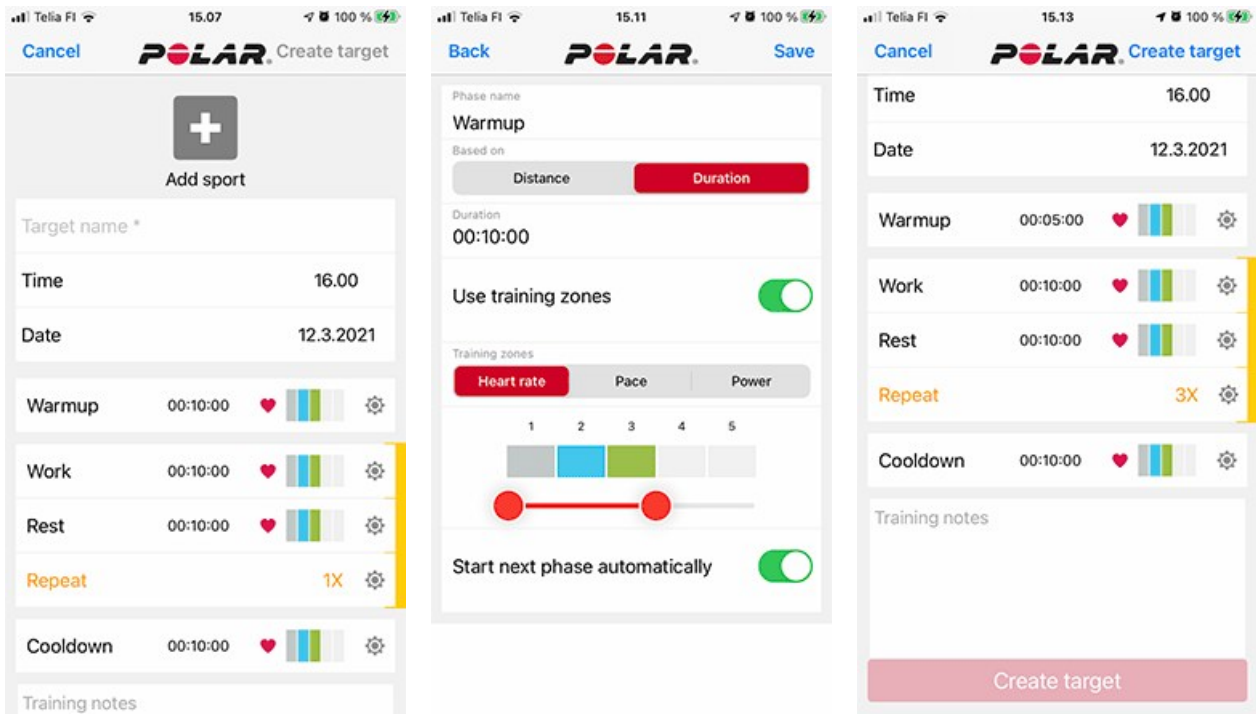 Telia FI 15.07 100 %
Cancel POLAR. Create target
Add sport
Target name *
Time 16.00
Date 12.3.2021
Warmup 00:10:00
Work 00:10:00
Rest 00:10:00
Repeat 1X
Cooldown 00:10:00
Training notes
Telia FI 15.11 100 %
Back POLAR. Save
Phase name
Warmup
Based on
Distance Duration
Duration
00:10:00
Use training zones
Training zones
Heart rate Pace Power
1 2 3 4 5
Start next phase automatically
Telia FI 15.13 100 %
Cancel POLAR. Create target
Time 16.00
Date 12.3.2021
Warmup 00:05:00
Work 00:10:00
Rest 00:10:00
Repeat 3X
Cooldown 00:10:00
Training notes
Create target